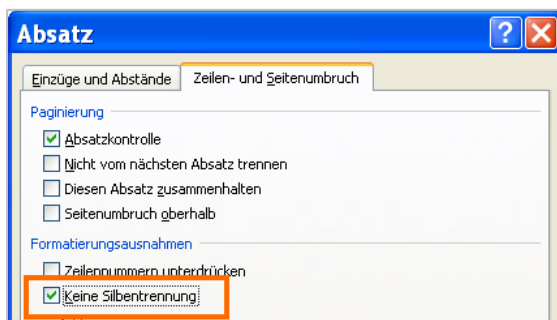 Absatz
Einzüge und Abstände Zeilen- und Seitenumbruch
Paginierung
Absatzkontrolle
Nicht vom nächsten Absatz trennen
Diesen Absatz zusammenhalten
Seitenumbruch oberhalb
Formatierungsausnahmen
Zeilennummern unterdrücken
Keine Silbentrennung